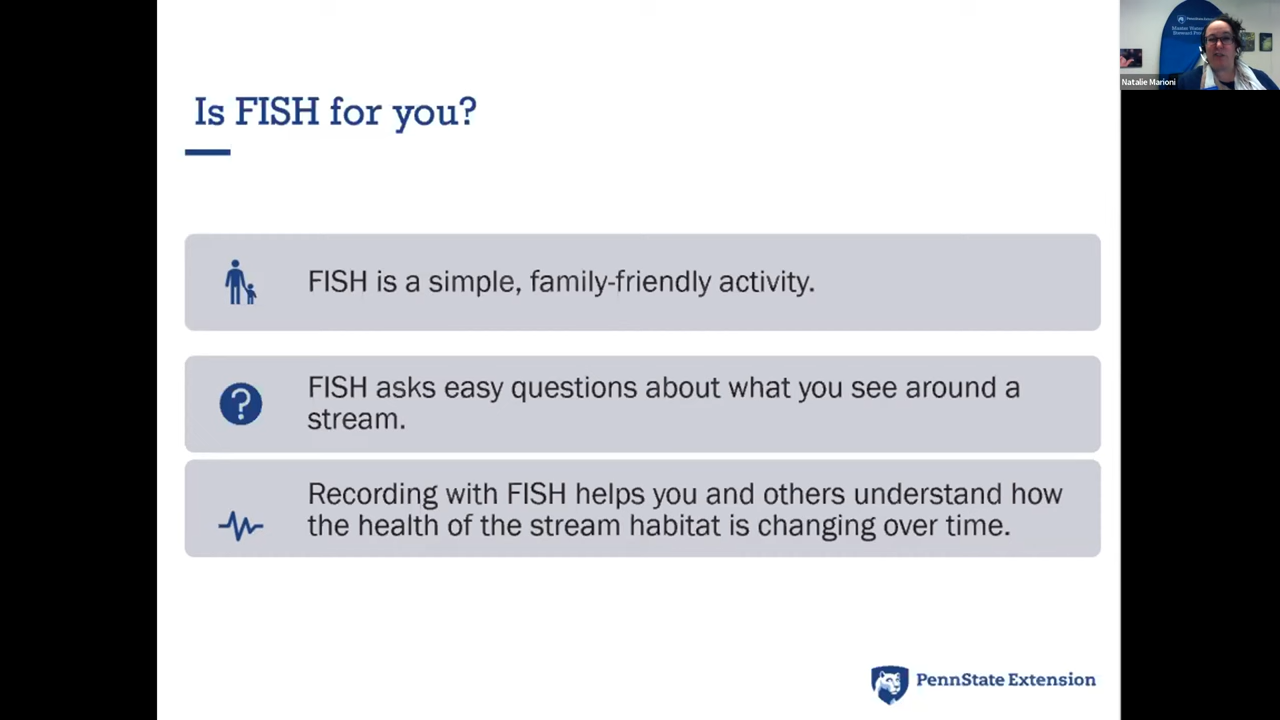 Is FISH for you?
FISH is a simple, family-friendly activity.
FISH asks easy questions about what you see around a
stream.
Recording with FISH helps you and others understand how
the health of the stream habitat is changing over time.
PennState Extension
Natalie Marioni
PennState Extension